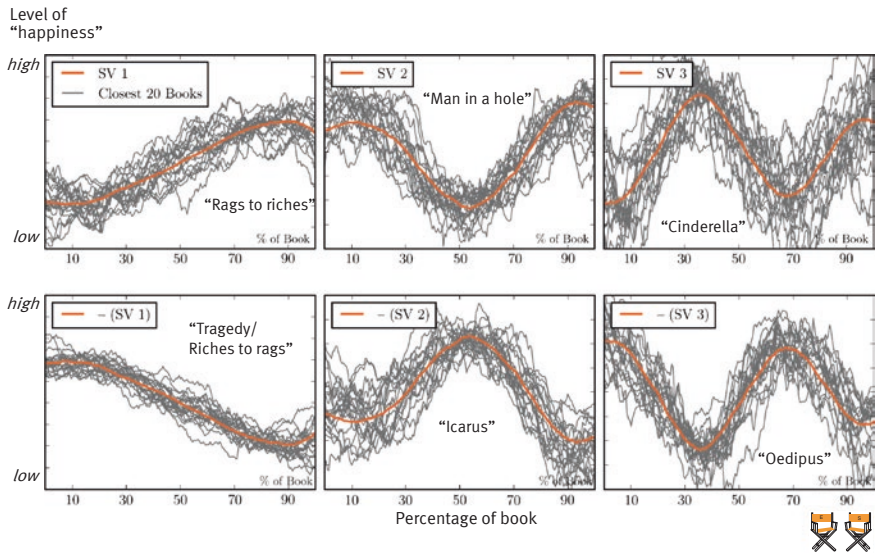 Level of
“happiness”
high
SV 1
Closest 20 Books
“Rags to riches”
low
% of Book
10 30 50 70 90
SV 2
“Man in a hole”
% of Book
10 30 50 70 90
SV 3
“Cinderella”
% of Book
10 30 50 70 90
high
– (SV 1)
“Tragedy/
Riches to rags”
low
% of Book
10 30 50 70 90
– (SV 2)
“Icarus”
% of Book
10 30 50 70 90
– (SV 3)
“Oedipus”
% of Book
10 30 50 70 90
Percentage of book